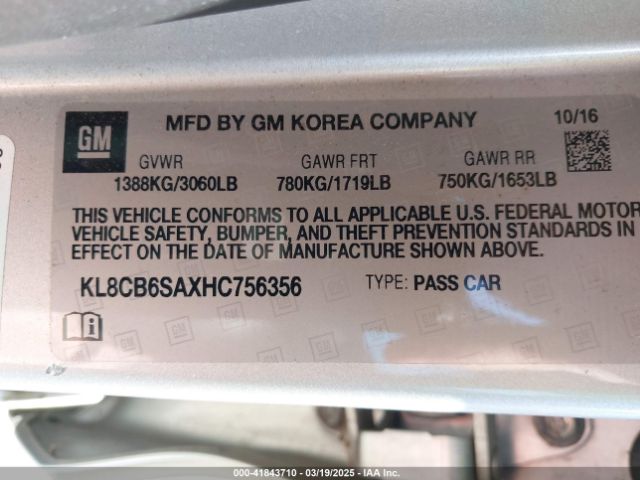 GM
MFD BY GM KOREA COMPANY
10/16
GVWR
GAWR FRT
GAWR RR
1388KG/3060LB
780KG/1719LB
750KG/1653LB
THIS VEHICLE CONFORMS TO ALL APPLICABLE U.S. FEDERAL MOTOR
VEHICLE SAFETY, BUMPER, AND THEFT PREVENTION STANDARDS IN
EFFECT ON THE DATE OF MANUFACTURE SHOWN ABOVE.
KL8CB6SAXHC756356
TYPE: PASS CAR
000-41843710 - 03/19/2025 - IAA Inc.